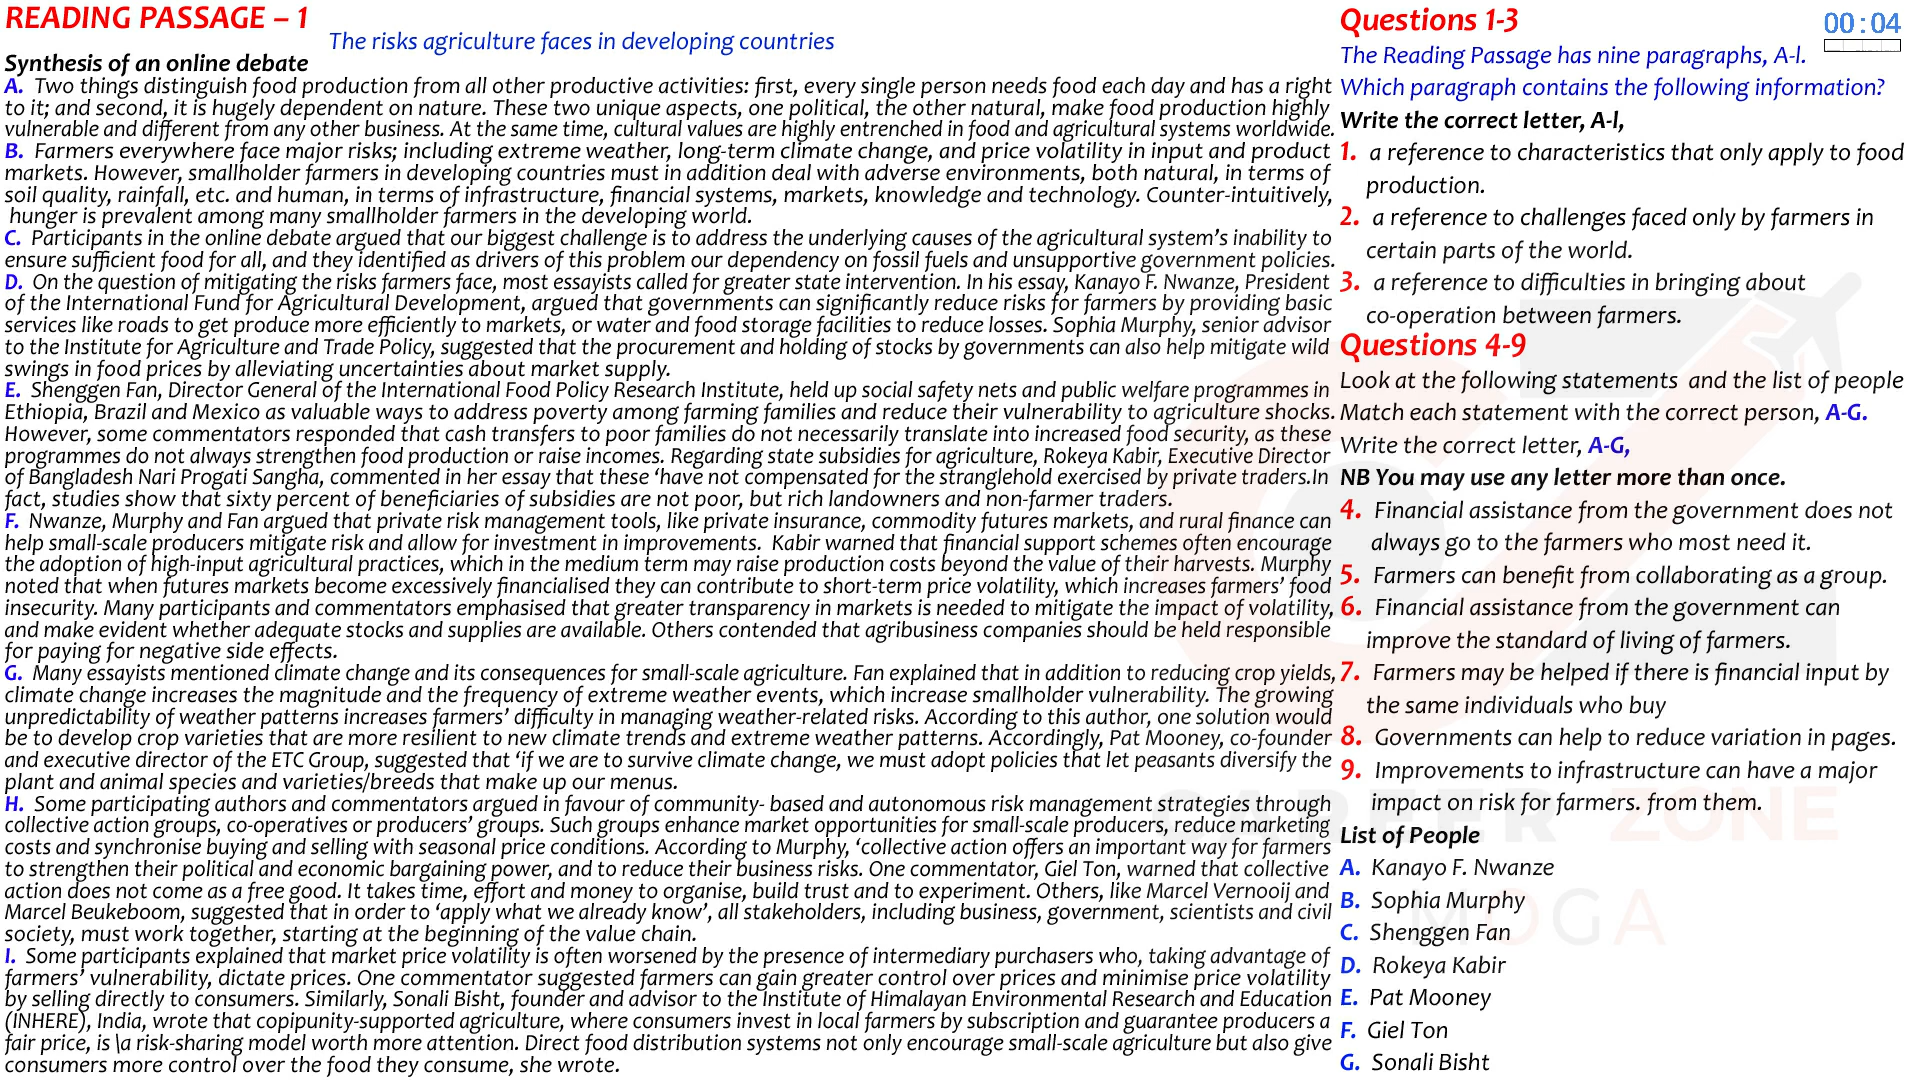 READING PASSAGE – 1
The risks agriculture faces in developing countries
Synthesis of an online debate
A. Two things distinguish food production from all other productive activities: first, every single person needs food each day and has a right
to it; and second, it is hugely dependent on nature. These two unique aspects, one political, the other natural, make food production highly
vulnerable and different from any other business. At the same time, cultural values are highly entrenched in food and agricultural systems worldwide.
B. Farmers everywhere face major risks; including extreme weather, long-term climate change, and price volatility in input and product
markets. However, smallholder farmers in developing countries must in addition deal with adverse environments, both natural, in terms of
soil quality, rainfall, etc. and human, in terms of infrastructure, financial systems, markets, knowledge and technology. Counter-intuitively,
hunger is prevalent among many smallholder farmers in the developing world.
C. Participants in the online debate argued that our biggest challenge is to address the underlying causes of the agricultural system's inability to
ensure sufficient food for all, and they identified as drivers of this problem our dependency on fossil fuels and unsupportive government policies.
D. On the question of mitigating the risks farmers face, most essayists called for greater state intervention. In his essay, Kanayo F. Nwanze, President
of the International Fund for Agricultural Development, argued that governments can significantly reduce risks for farmers by providing basic
services like roads to get produce more efficiently to markets, or water and food storage facilities to reduce losses. Sophia Murphy, senior advisor
to the Institute for Agriculture and Trade Policy, suggested that the procurement and holding of stocks by governments can also help mitigate wild
swings in food prices by alleviating uncertainties about market supply.
E. Shenggen Fan, Director General of the International Food Policy Research Institute, held up social safety nets and public welfare programmes in
Ethiopia, Brazil and Mexico as valuable ways to address poverty among farming families and reduce their vulnerability to agriculture shocks.
However, some commentators responded that cash transfers to poor families do not necessarily translate into increased food security, as these
programmes do not always strengthen food production or raise incomes. Regarding state subsidies for agriculture, Rokeya Kabir, Executive Director
of Bangladesh Nari Progati Sangha, commented in her essay that these 'have not compensated for the stranglehold exercised by private traders.In
fact, studies show that sixty percent of beneficiaries of subsidies are not poor, but rich landowners and non-farmer traders.
F. Nwanze, Murphy and Fan argued that private risk management tools, like private insurance, commodity futures markets, and rural finance can
help small-scale producers mitigate risk and allow for investment in improvements. Kabir warned that financial support schemes often encourage
the adoption of high-input agricultural practices, which in the medium term may raise production costs beyond the value of their harvests. Murphy
noted that when futures markets become excessively financialised they can contribute to short-term price volatility, which increases farmers' food
insecurity. Many participants and commentators emphasised that greater transparency in markets is needed to mitigate the impact of volatility,
and make evident whether adequate stocks and supplies are available. Others contended that agribusiness companies should be held responsible
for paying for negative side effects.
G. Many essayists mentioned climate change and its consequences for small-scale agriculture. Fan explained that in addition to reducing crop yields,
climate change increases the magnitude and the frequency of extreme weather events, which increase smallholder vulnerability. The growing
unpredictability of weather patterns increases farmers' difficulty in managing weather-related risks. According to this author, one solution would
be to develop crop varieties that are more resilient to new climate trends and extreme weather patterns. Accordingly, Pat Mooney, co-founder
and executive director of the ETC Group, suggested that 'if we are to survive climate change, we must adopt policies that let peasants diversify the
plant and animal species and varieties/breeds that make up our menus.
H. Some participating authors and commentators argued in favour of community- based and autonomous risk management strategies through
collective action groups, co-operatives or producers' groups. Such groups enhance market opportunities for small-scale producers, reduce marketing
costs and synchronise buying and selling with seasonal price conditions. According to Murphy, 'collective action offers an important way for farmers
to strengthen their political and economic bargaining power, and to reduce their business risks. One commentator, Giel Ton, warned that collective
action does not come as a free good. It takes time, effort and money to organise, build trust and to experiment. Others, like Marcel Vernooij and
Marcel Beukeboom, suggested that in order to 'apply what we already know', all stakeholders, including business, government, scientists and civil
society, must work together, starting at the beginning of the value chain.
I. Some participants explained that market price volatility is often worsened by the presence of intermediary purchasers who, taking advantage of
farmers' vulnerability, dictate prices. One commentator suggested farmers can gain greater control over prices and minimise price volatility
by selling directly to consumers. Similarly, Sonali Bisht, founder and advisor to the Institute of Himalayan Environmental Research and Education
(INHERE), India, wrote that copipunity-supported agriculture, where consumers invest in local farmers by subscription and guarantee producers a
fair price, is \a risk-sharing model worth more attention. Direct food distribution systems not only encourage small-scale agriculture but also give
consumers more control over the food they consume, she wrote.
Questions 1-3
00:04
The Reading Passage has nine paragraphs, A-l.
Which paragraph contains the following information?
Write the correct letter, A-l,
1. a reference to characteristics that only apply to food
production.
2. a reference to challenges faced only by farmers in
certain parts of the world.
3. a reference to difficulties in bringing about
co-operation between farmers.
Questions 4-9
Look at the following statements and the list of people
Match each statement with the correct person, A-G.
Write the correct letter, A-G,
NB You may use any letter more than once.
4. Financial assistance from the government does not
always go to the farmers who most need it.
5. Farmers can benefit from collaborating as a group.
6. Financial assistance from the government can
improve the standard of living of farmers.
7. Farmers may be helped if there is financial input by
the same individuals who buy
8. Governments can help to reduce variation in pages.
9. Improvements to infrastructure can have a major
impact on risk for farmers. from them.
List of People
A. Kanayo F. Nwanze
B. Sophia Murphy
C. Shenggen Fan
D. Rokeya Kabir
E. Pat Mooney
F. Giel Ton
G. Sonali Bisht
CAREER ZONE
MOGA